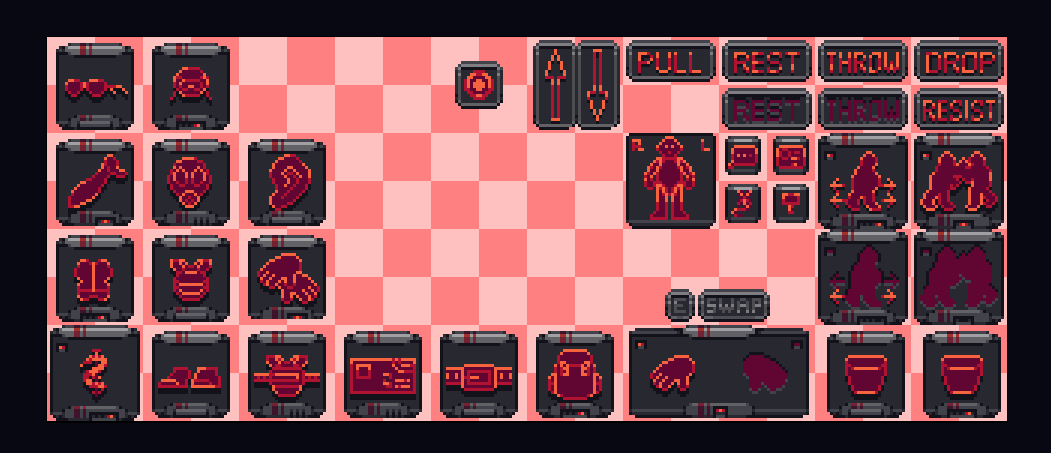 PULL REST THROW DROP
REST THROW RESIST
R L
E SWAP